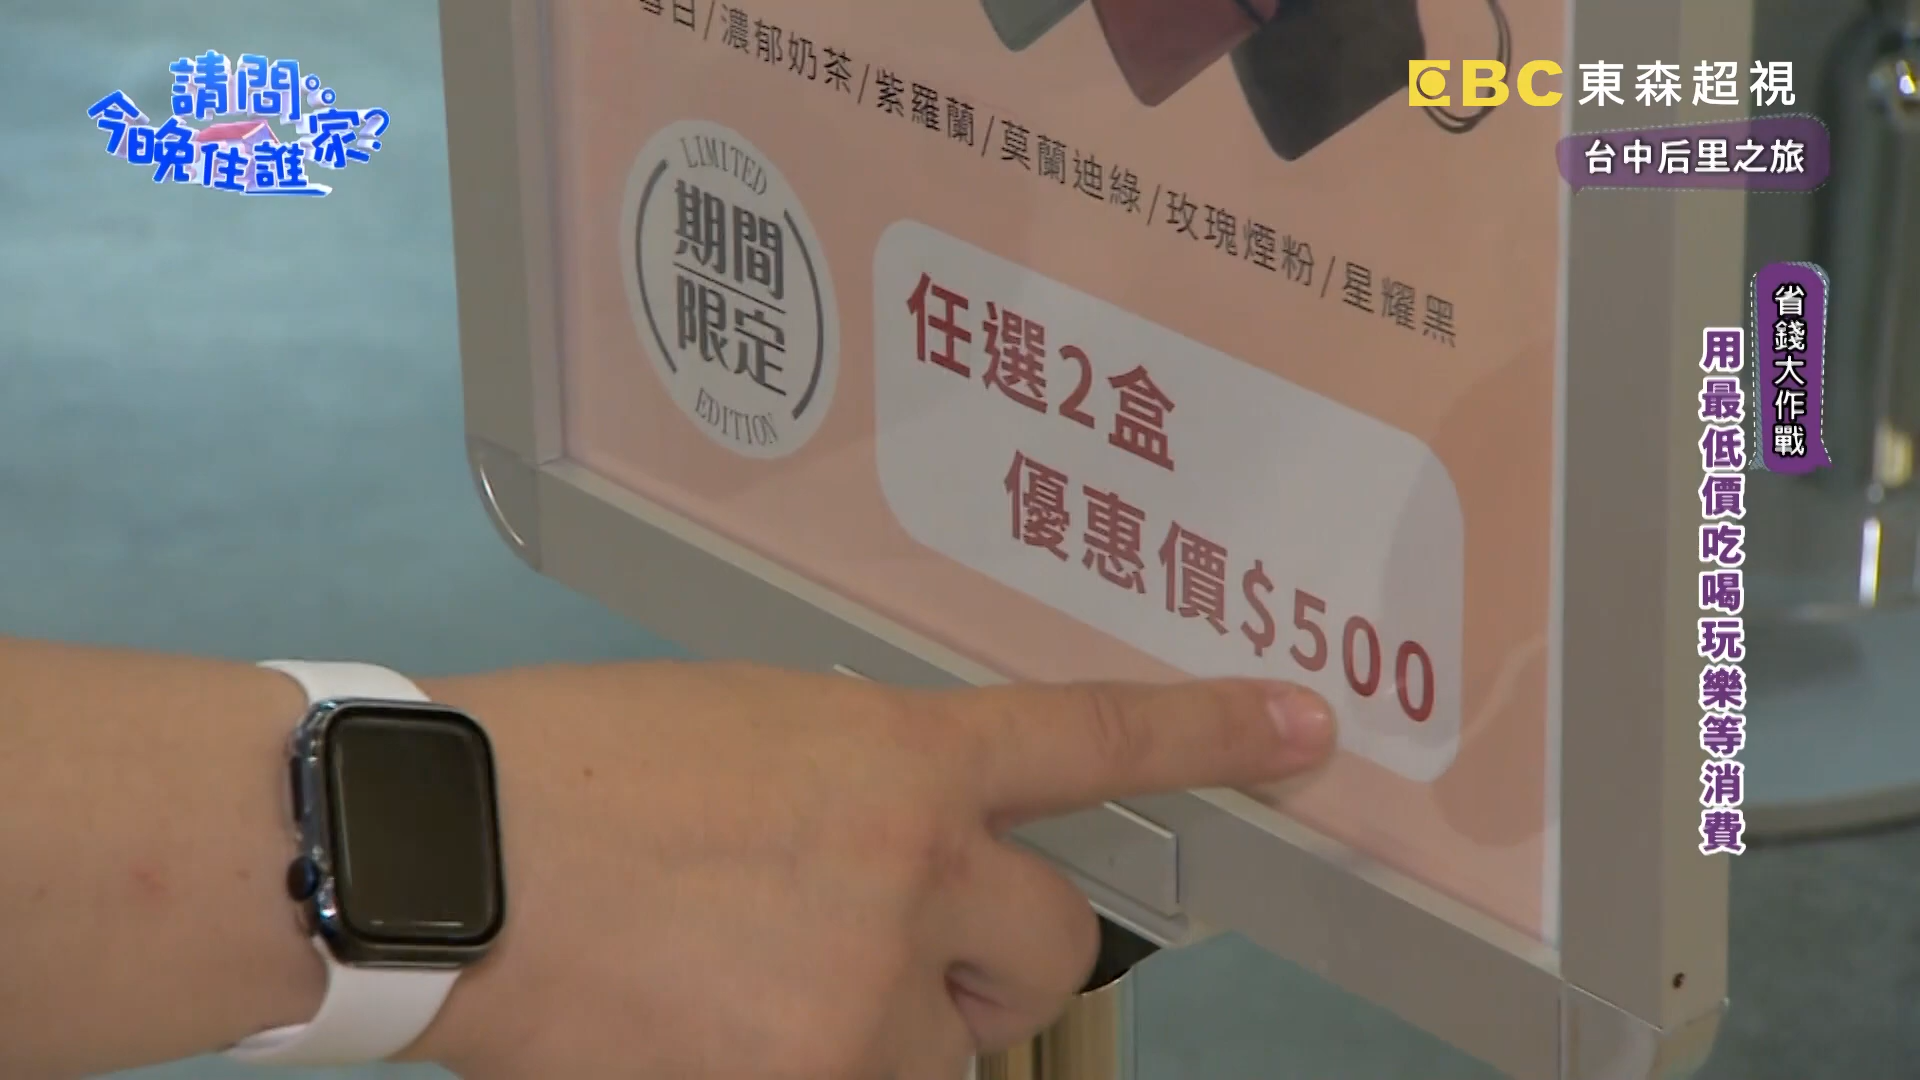 請問
今晚住誰家?
EBC 東森超視
台中后里之旅
省錢大作戰
用最低價吃喝玩樂等消費
/濃郁奶茶/紫羅蘭/莫蘭迪綠/玫瑰煙粉/星耀黑
LIMITED
期間
限定
EDITION
任選2盒
優惠價$500